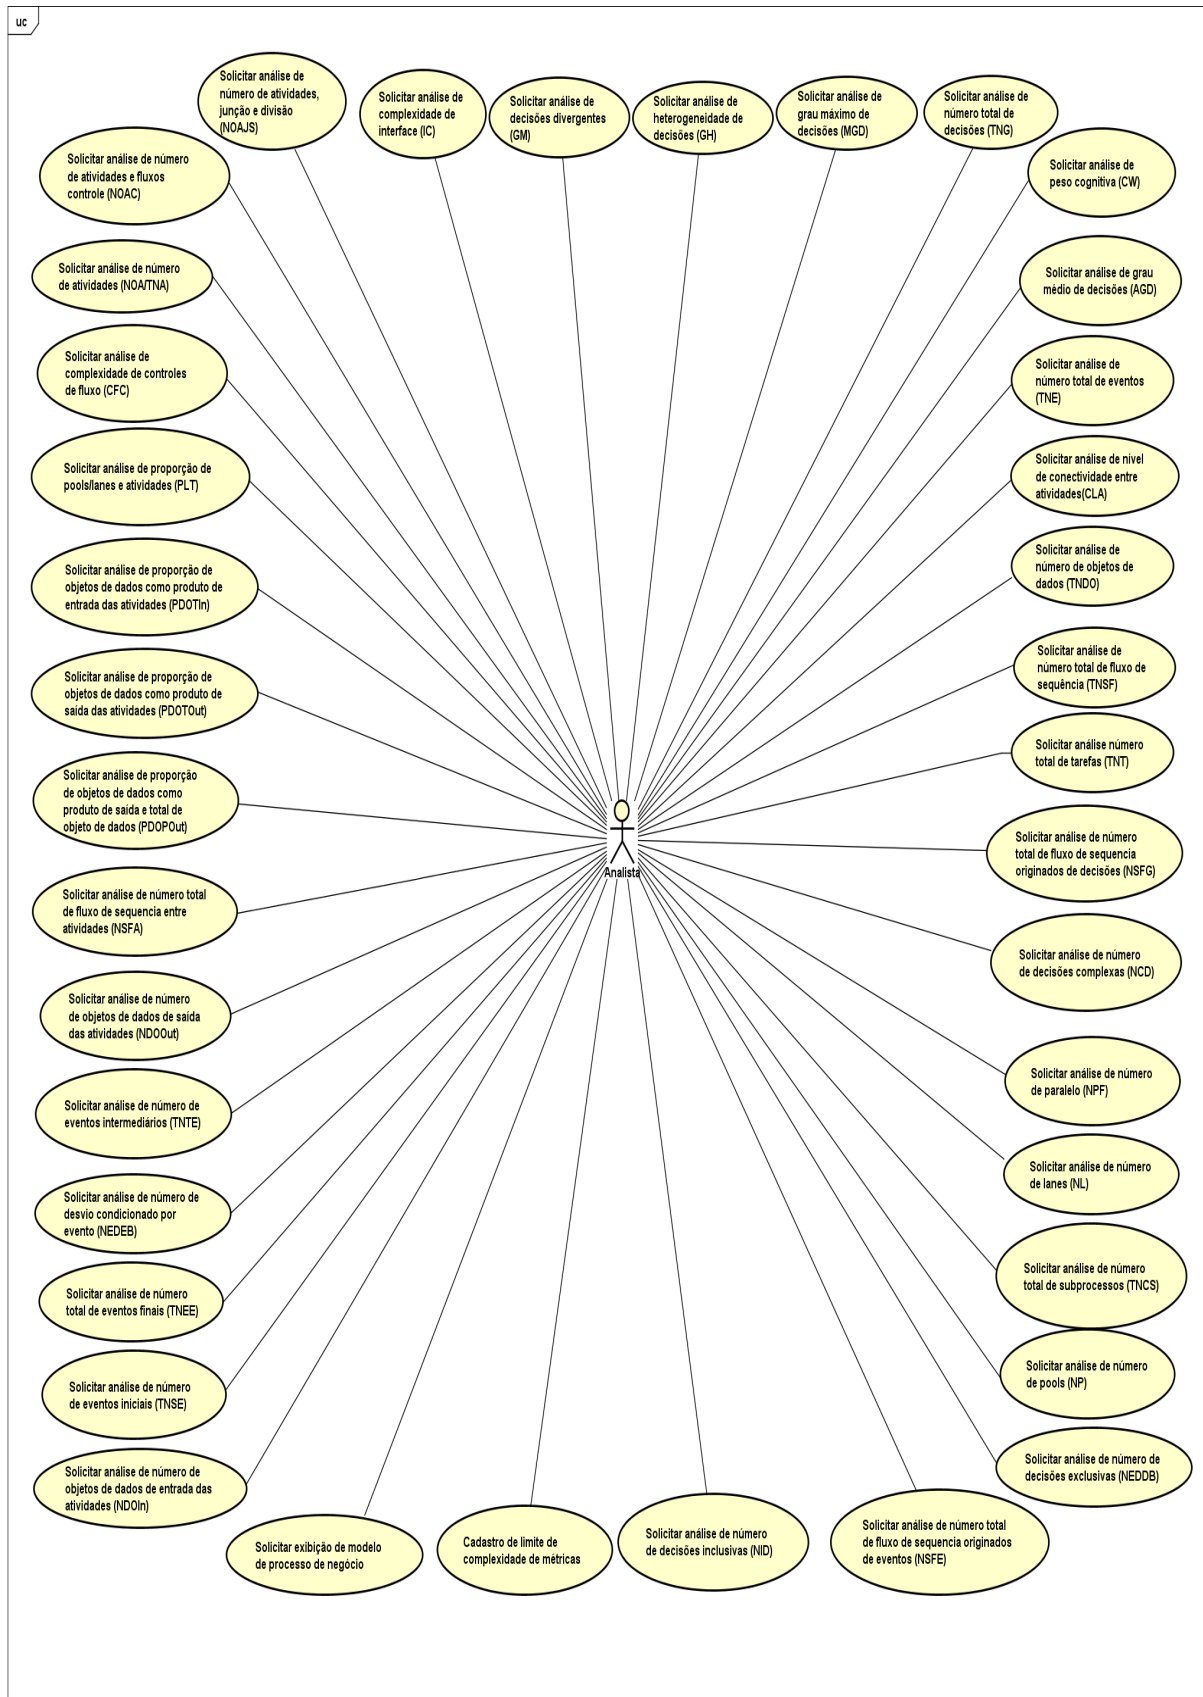 uc
Solicitar análise de
número de atividades,
junção e divisão
(NOAJS)
Solicitar análise de
complexidade de
interface (IC)
Solicitar análise de
decisões divergentes
(GM)
Solicitar análise de
heterogeneidade de
decisões (GH)
Solicitar análise de
grau máximo de
decisões (MGD)
Solicitar análise de
número total de
decisões (TNG)
Solicitar análise de número
de atividades e fluxos
controle (NOAC)
Solicitar análise de
peso cognitiva (CW)
Solicitar análise de número
de atividades (NOA/TNA)
Solicitar análise de grau
médio de decisões (AGD)
Solicitar análise de
complexidade de controles
de fluxo (CFC)
Solicitar análise de
número total de eventos
(TNE)
Solicitar análise de proporção de
pools/lanes e atividades (PLT)
Solicitar análise de nível
de conectividade entre
atividades(CLA)
Solicitar análise de proporção de
objetos de dados como produto de
entrada das atividades (PDOTIn)
Solicitar análise de
número de objetos de
dados (TNDO)
Solicitar análise de proporção de
objetos de dados como produto de
saída das atividades (PDOTOut)
Solicitar análise de
número total de fluxo de
sequência (TNSF)
Solicitar análise de proporção
de objetos de dados como
produto de saída e total de
objeto de dados (PDOPOut)
Solicitar análise número
total de tarefas (TNT)
Analista
Solicitar análise de número
total de fluxo de sequencia
originados de decisões (NSFG)
Solicitar análise de número total
de fluxo de sequencia entre
atividades (NSFA)
Solicitar análise de número
de decisões complexas (NCD)
Solicitar análise de número
de objetos de dados de saída
das atividades (NDOOut)
Solicitar análise de número
de paralelo (NPF)
Solicitar análise de número de
eventos intermediários (TNTE)
Solicitar análise de número
de lanes (NL)
Solicitar análise de número de
desvio condicionado por
evento (NEDEB)
Solicitar análise de número
total de subprocessos (TNCS)
Solicitar análise de número
total de eventos finais (TNEE)
Solicitar análise de número
de pools (NP)
Solicitar análise de número
de eventos iniciais (TNSE)
Solicitar análise de número de
decisões exclusivas (NEDDB)
Solicitar análise de número de
objetos de dados de entrada das
atividades (NDOIn)
Solicitar exibição de modelo
de processo de negócio
Cadastro de limite de
complexidade de métricas
Solicitar análise de número
de decisões inclusivas (NID)
Solicitar análise de número total
de fluxo de sequencia originados
de eventos (NSFE)